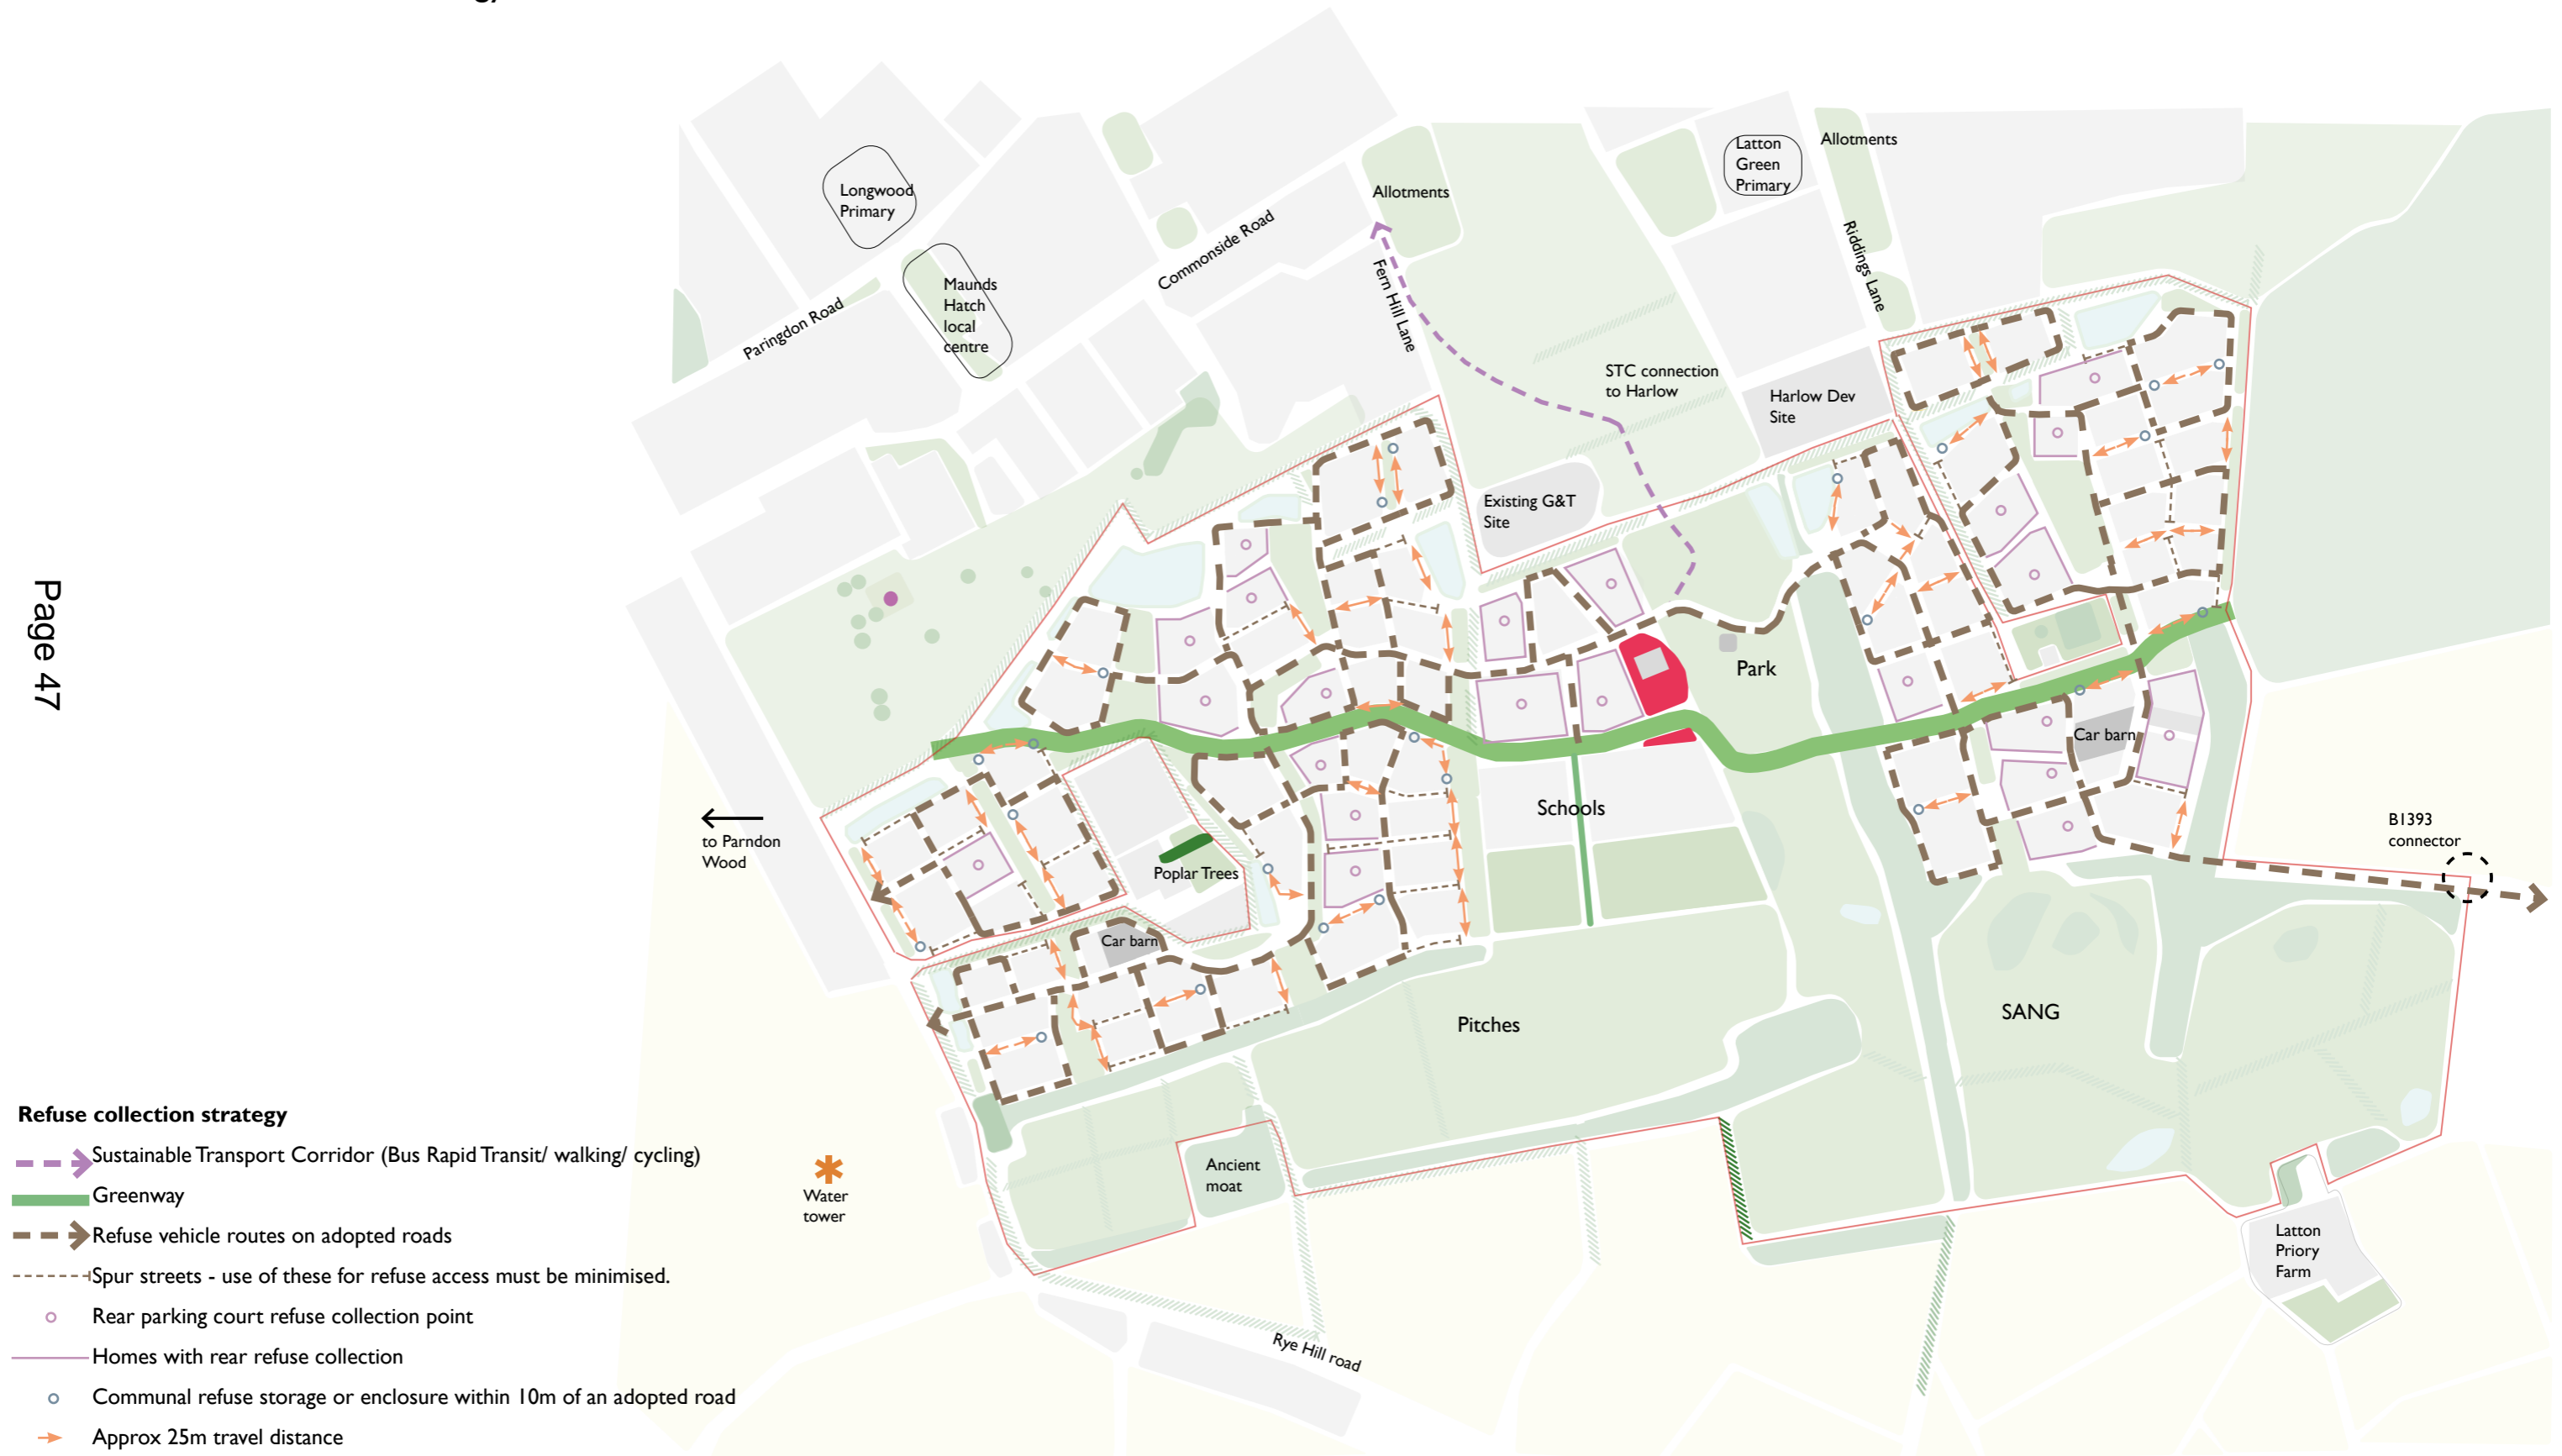 Longwood
Primary
Maunds
Hatch
local
centre
Paringdon Road
Commonside Road
Allotments
Fern Hill Lane
Latton
Green
Primary
Allotments
Riddings Lane
STC connection
to Harlow
Harlow Dev
Site
Existing G&T
Site
Park
Car barn
Schools
B1393
connector
to Parndon
Wood
Poplar Trees
Car barn
Pitches
SANG
Ancient
moat
Water
tower
Latton
Priory
Farm
Rye Hill road
Page 47
Refuse collection strategy
Sustainable Transport Corridor (Bus Rapid Transit/ walking/ cycling)
Greenway
Refuse vehicle routes on adopted roads
Spur streets - use of these for refuse access must be minimised.
Rear parking court refuse collection point
Homes with rear refuse collection
Communal refuse storage or enclosure within 10m of an adopted road
Approx 25m travel distance